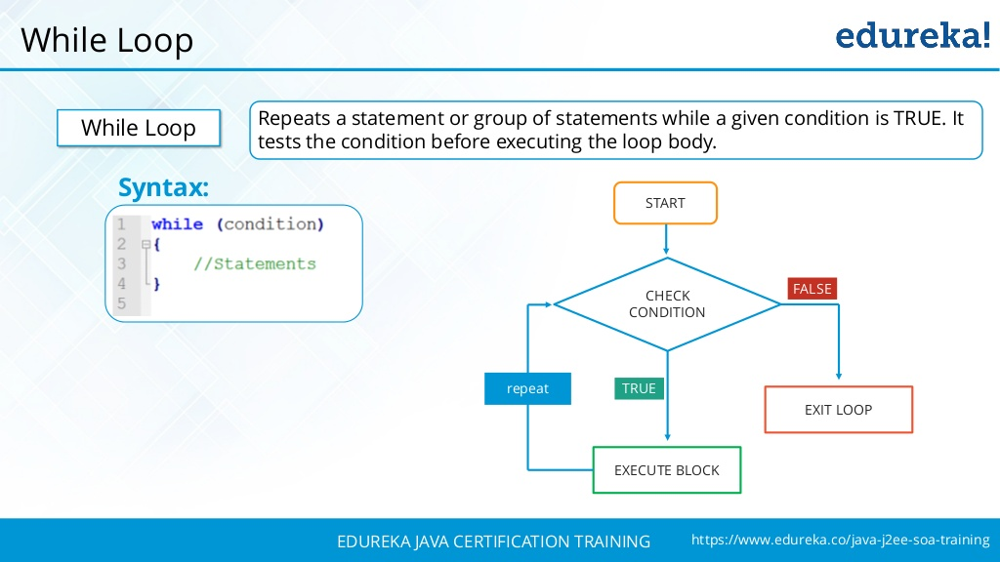 While Loop
edureka!
While Loop
Repeats a statement or group of statements while a given condition is TRUE. It
tests the condition before executing the loop body.
Syntax:
1 while (condition)
2 {
3 //Statements
4 }
5
START
CHECK
CONDITION
FALSE
TRUE
repeat
EXIT LOOP
EXECUTE BLOCK
EDUREKA JAVA CERTIFICATION TRAINING
https://www.edureka.co/java-j2ee-soa-training